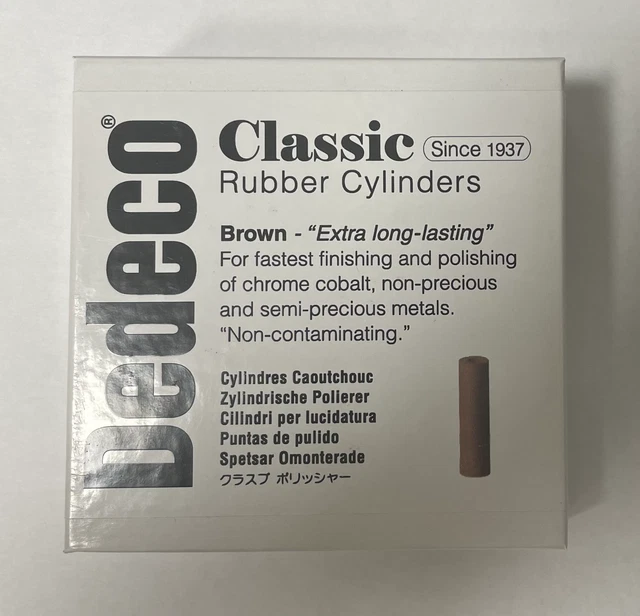 Dedeco®
Classic Since 1937
Rubber Cylinders
Brown - “Extra long-lasting”
For fastest finishing and polishing
of chrome cobalt, non-precious
and semi-precious metals.
“Non-contaminating.”
Cylindres Caoutchouc
Zylindrische Polierer
Cilindri per lucidatura
Puntas de pulido
Spetsar Omonterade
クラスプ ポリッシャー